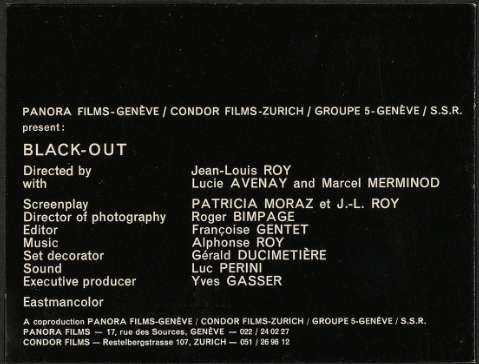 PANORA FILMS-GENÈVE / CONDOR FILMS-ZURICH / GROUPE 5-GENÈVE / S.S.R.
present :
BLACK-OUT
Directed by Jean-Louis ROY
with Lucie AVENAY and Marcel MERMINOD
Screenplay PATRICIA MORAZ et J.-L. ROY
Director of photography Roger BIMPAGE
Editor Françoise GENTET
Music Alphonse ROY
Set decorator Gérald DUCIMETIÈRE
Sound Luc PERINI
Executive producer Yves GASSER
Eastmancolor
A coproduction PANORA FILMS-GENÈVE / CONDOR FILMS-ZURICH / GROUPE 5-GENÈVE / S.S.R.
PANORA FILMS — 17, rue des Sources, GENÈVE — 022 / 24 02 27
CONDOR FILMS — Restelbergstrasse 107, ZURICH — 051 / 26 96 12